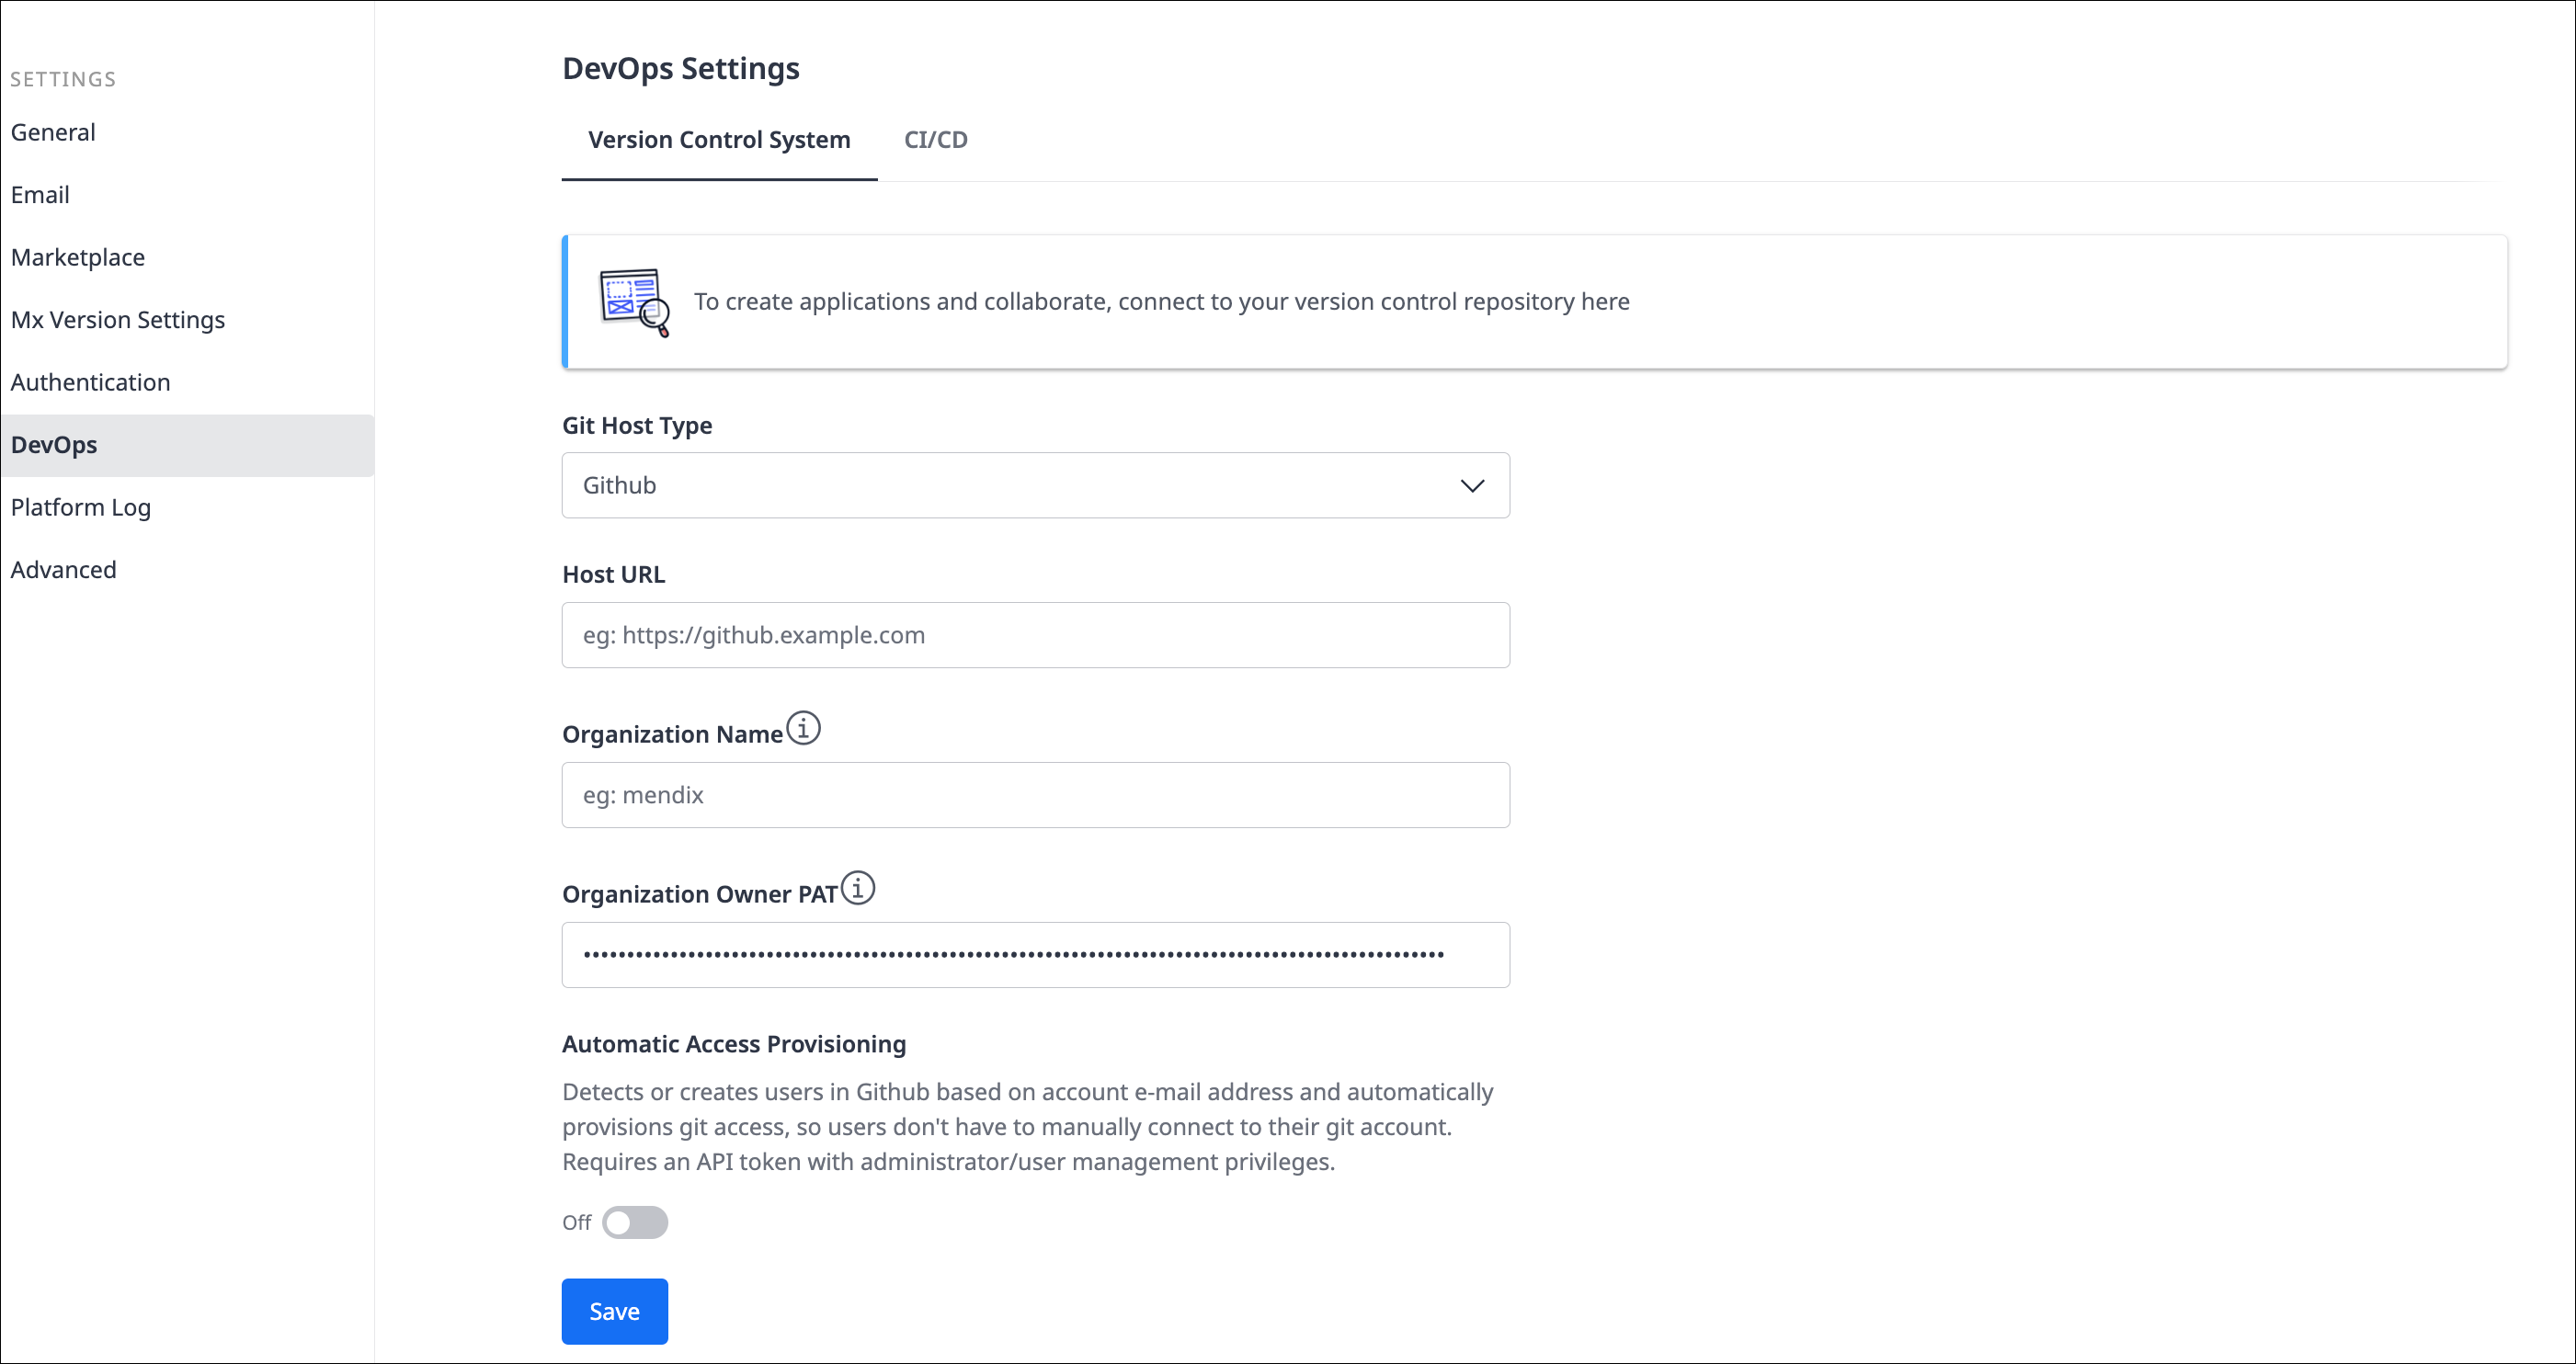 SETTINGS
General
Email
Marketplace
Mx Version Settings
Authentication
DevOps
Platform Log
Advanced
DevOps Settings
Version Control System
CI/CD
To create applications and collaborate, connect to your version control repository here
Git Host Type
Github
Host URL
eg: https://github.example.com
Organization Name
eg: mendix
Organization Owner PAT
Automatic Access Provisioning
Detects or creates users in Github based on account e-mail address and automatically
provisions git access, so users don't have to manually connect to their git account.
Requires an API token with administrator/user management privileges.
Off
Save